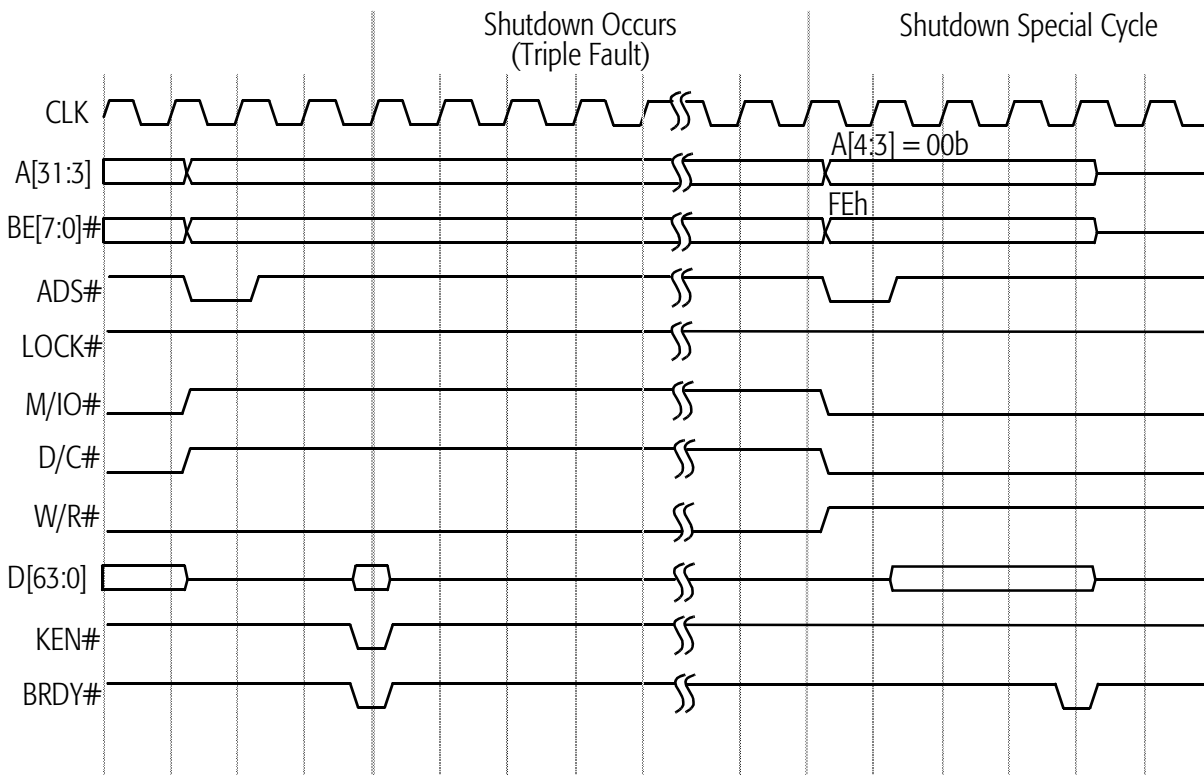 Shutdown Occurs
(Triple Fault)
Shutdown Special Cycle
CLK
A[4:3] = 00b
A[31:3]
FEh
BE[7:0]#
ADS#
LOCK#
M/IO#
D/C#
W/R#
D[63:0]
KEN#
BRDY#